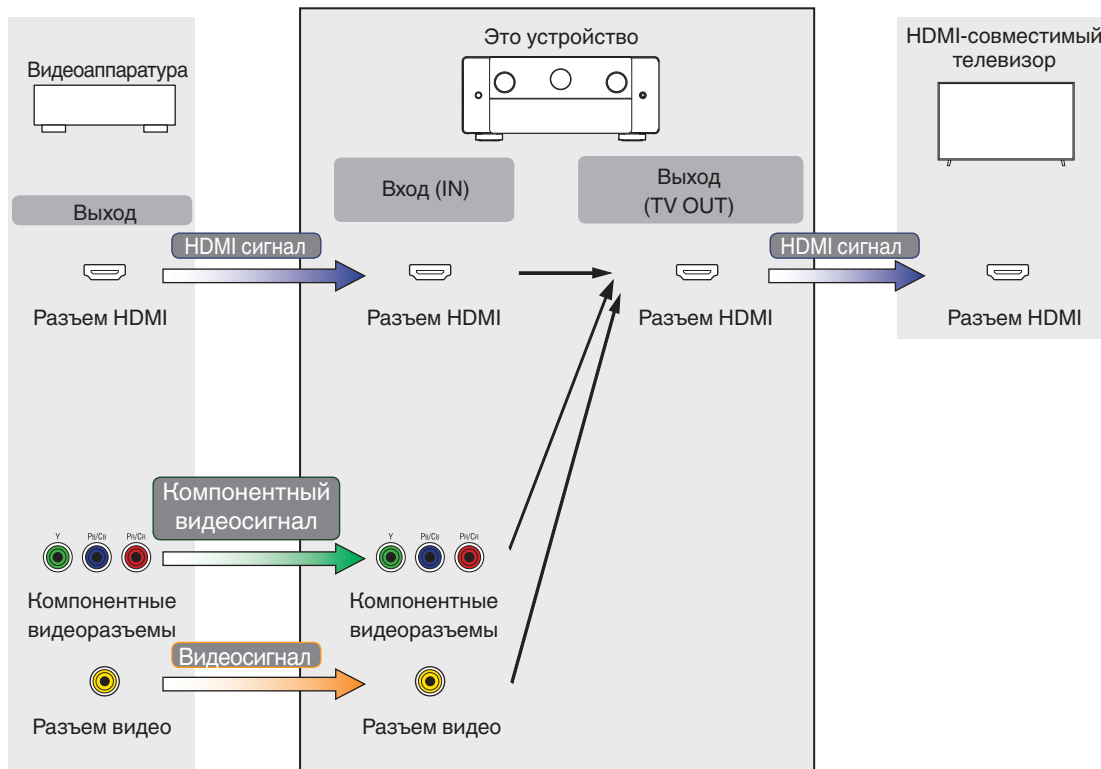 Видеоаппаратура
Это устройство
HDMI-совместимый
телевизор
Выход
Вход (IN)
Выход
(TV OUT)
HDMI сигнал
HDMI сигнал
Разъем HDMI
Разъем HDMI
Разъем HDMI
Разъем HDMI
Компонентный
видеосигнал
Y PB/CB PR/CR
Y PB/CB PR/CR
Компонентные
видеоразъемы
Компонентные
видеоразъемы
Видеосигнал
Разъем видео
Разъем видео